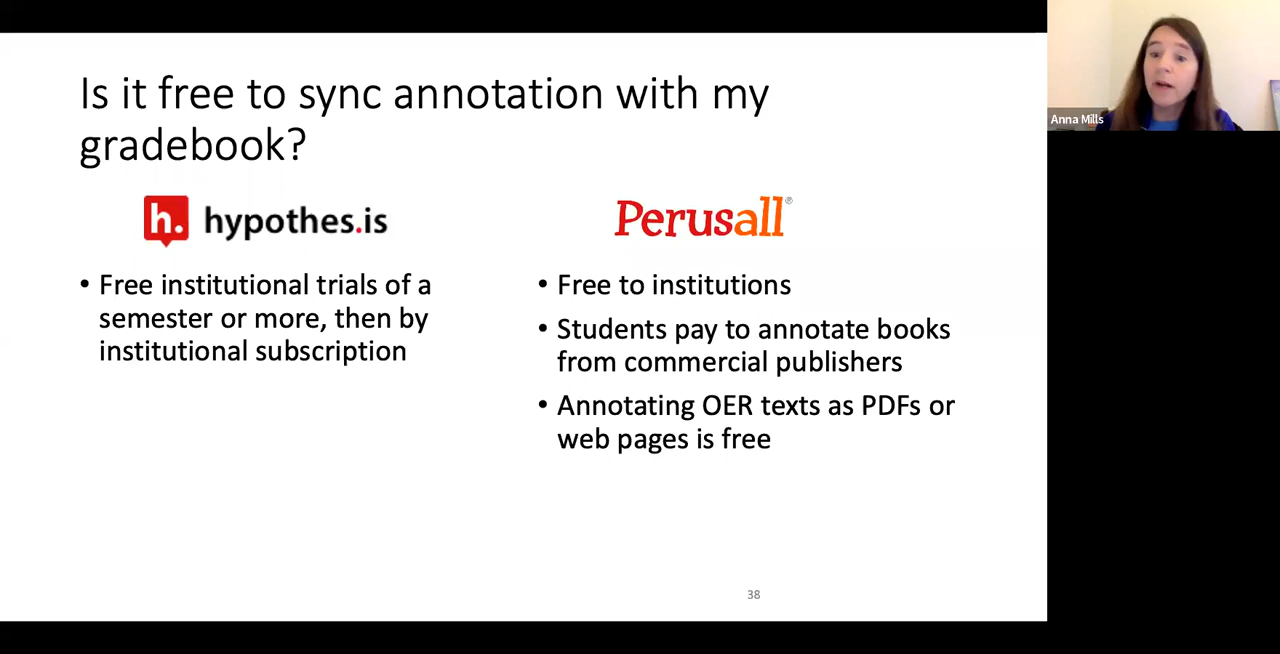 Is it free to sync annotation with my
gradebook?
h. hypothes.is
Perusall®
• Free institutional trials of a
semester or more, then by
institutional subscription
• Free to institutions
• Students pay to annotate books
from commercial publishers
• Annotating OER texts as PDFs or
web pages is free
38
Anna Mills